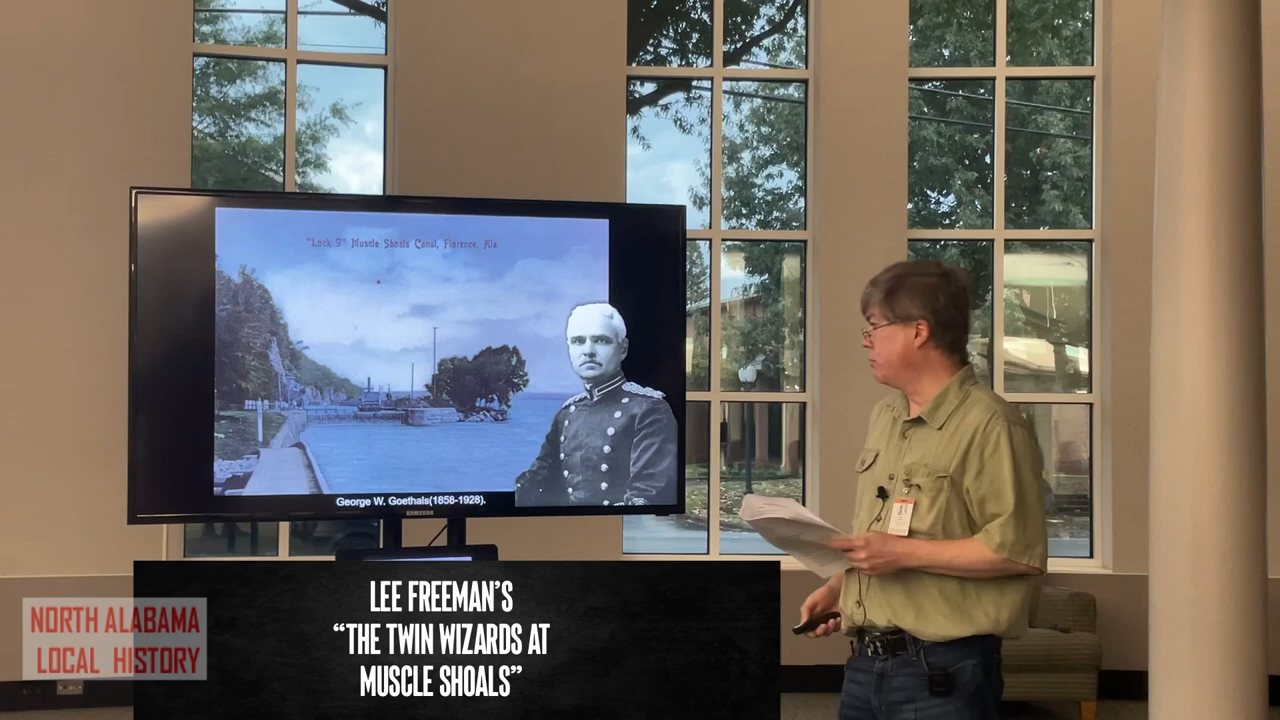 "Lock 9" Muscle Shoals Canal, Florence, Ala
George W. Goethals(1858-1928).
SAMSUNG
LEE FREEMAN'S
“THE TWIN WIZARDS AT
MUSCLE SHOALS”
NORTH ALABAMA
LOCAL HISTORY